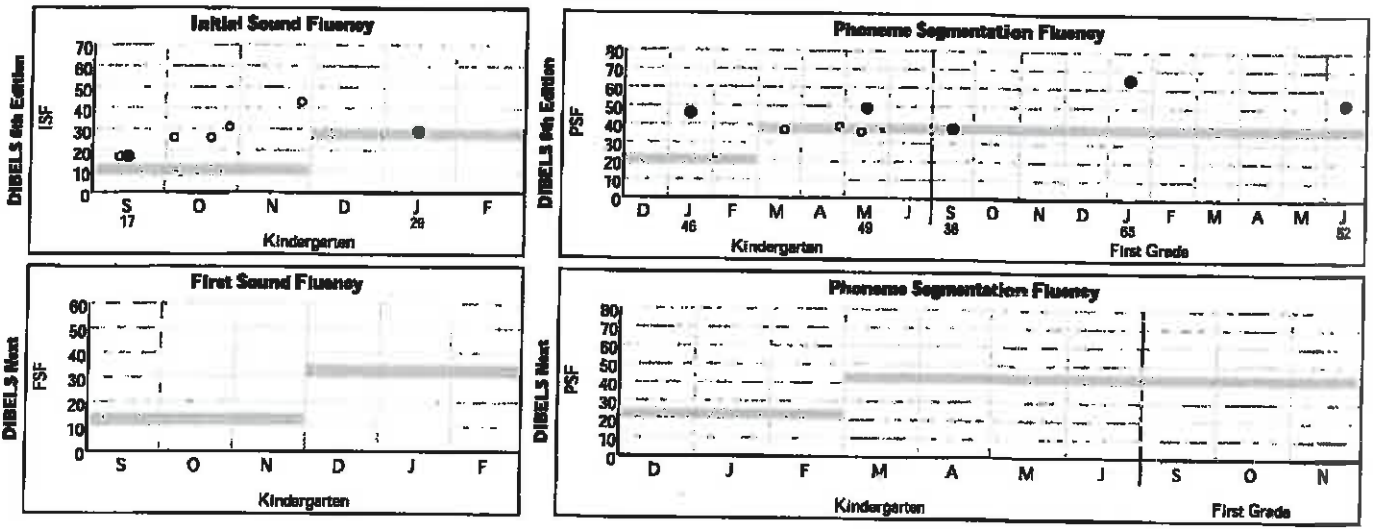 Initial Sound Fluency
DIBELS 6th Edition
ISF
70
60
50
40
30
20
10
0
S O N D J F
17 29
Kindergarten
Phoneme Segmentation Fluency
DIBELS 6th Edition
PSF
80
70
60
50
40
30
20
10
0
D J F M A M J S O N D J F M A M J
46 49 38 65 52
Kindergarten First Grade
First Sound Fluency
DIBELS Next
FSF
60
50
40
30
20
10
0
S O N D J F
Kindergarten
Phoneme Segmentation Fluency
DIBELS Next
PSF
80
70
60
50
40
30
20
10
0
D J F M A M J S O N
Kindergarten First Grade